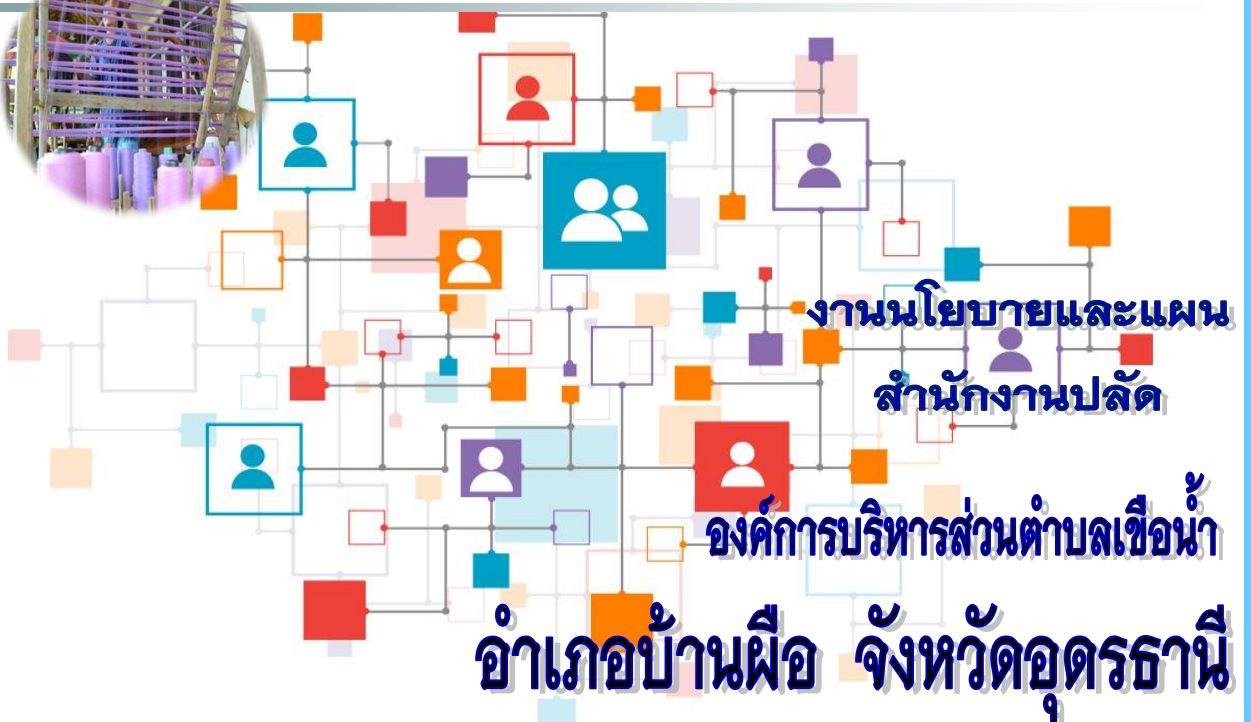 งานนโยบายและแผน
สำนักงานปลัด
องค์การบริหารส่วนตำบลเขือน้ำ
อำเภอบ้านผือ จังหวัดอุดรธานี